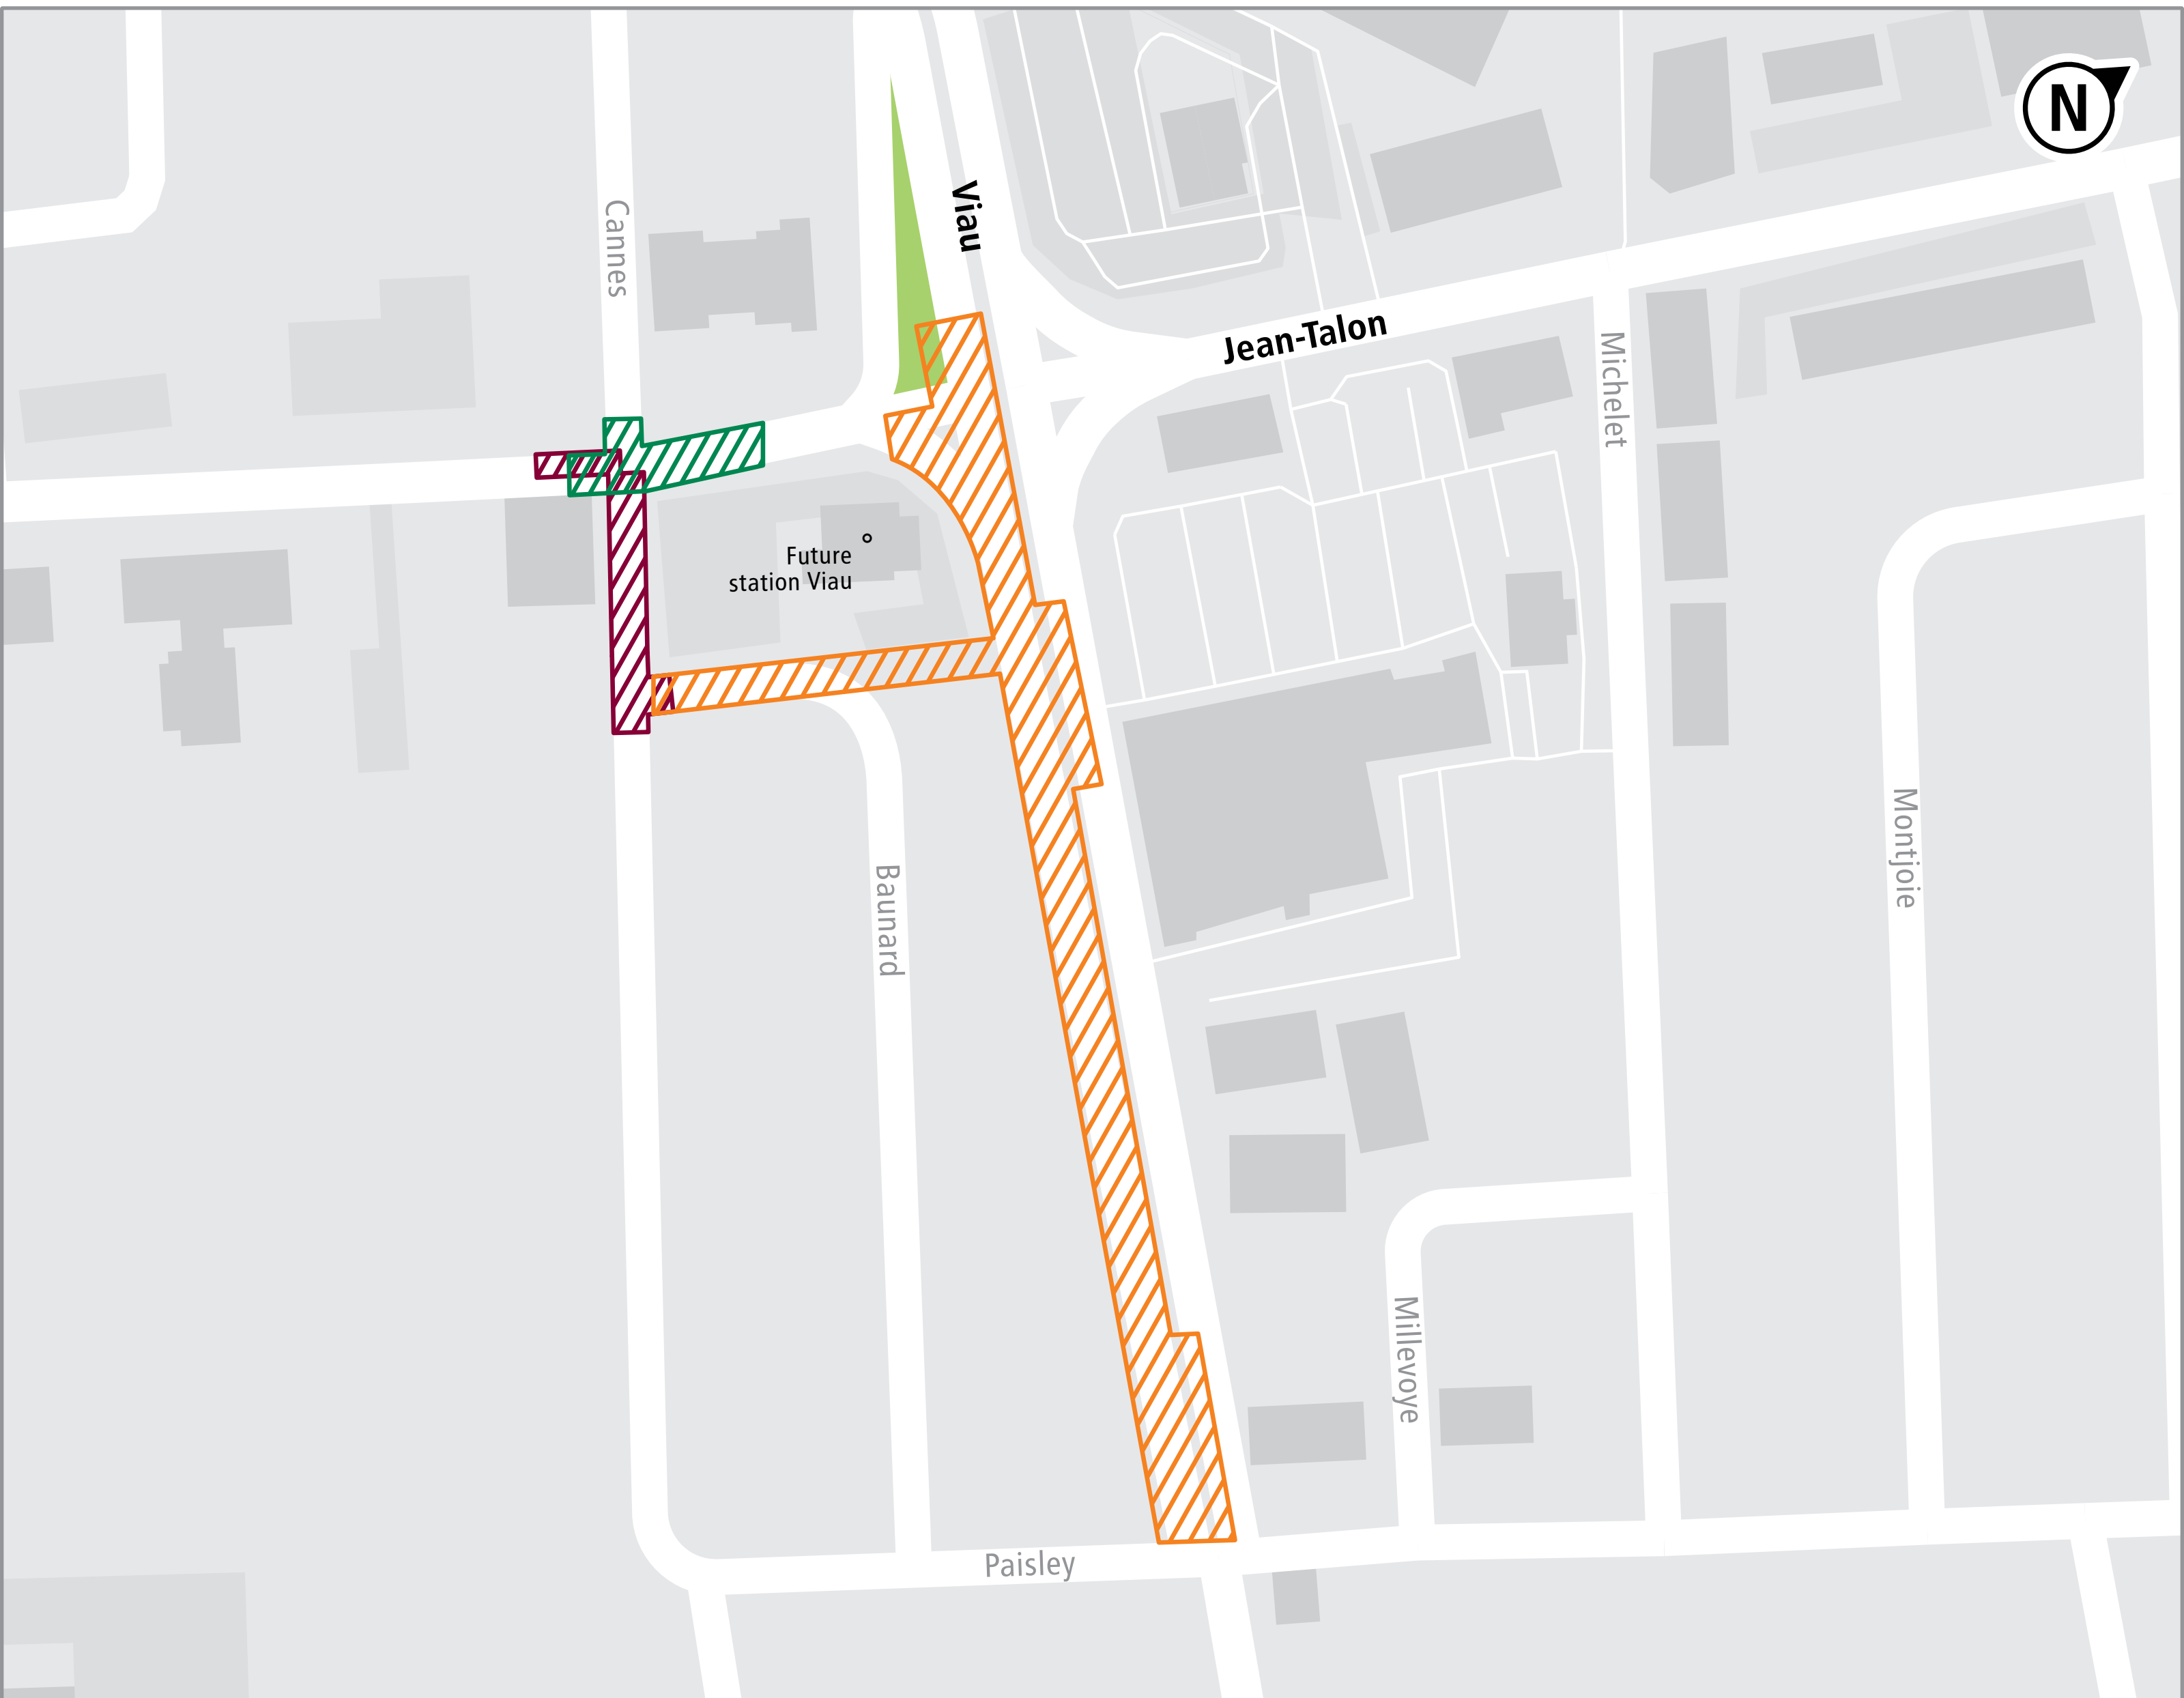 N
Viau
Cannes
Jean-Talon
Michelet
Future
station Viau
Montjoie
Baunard
Millevoye
Paisley